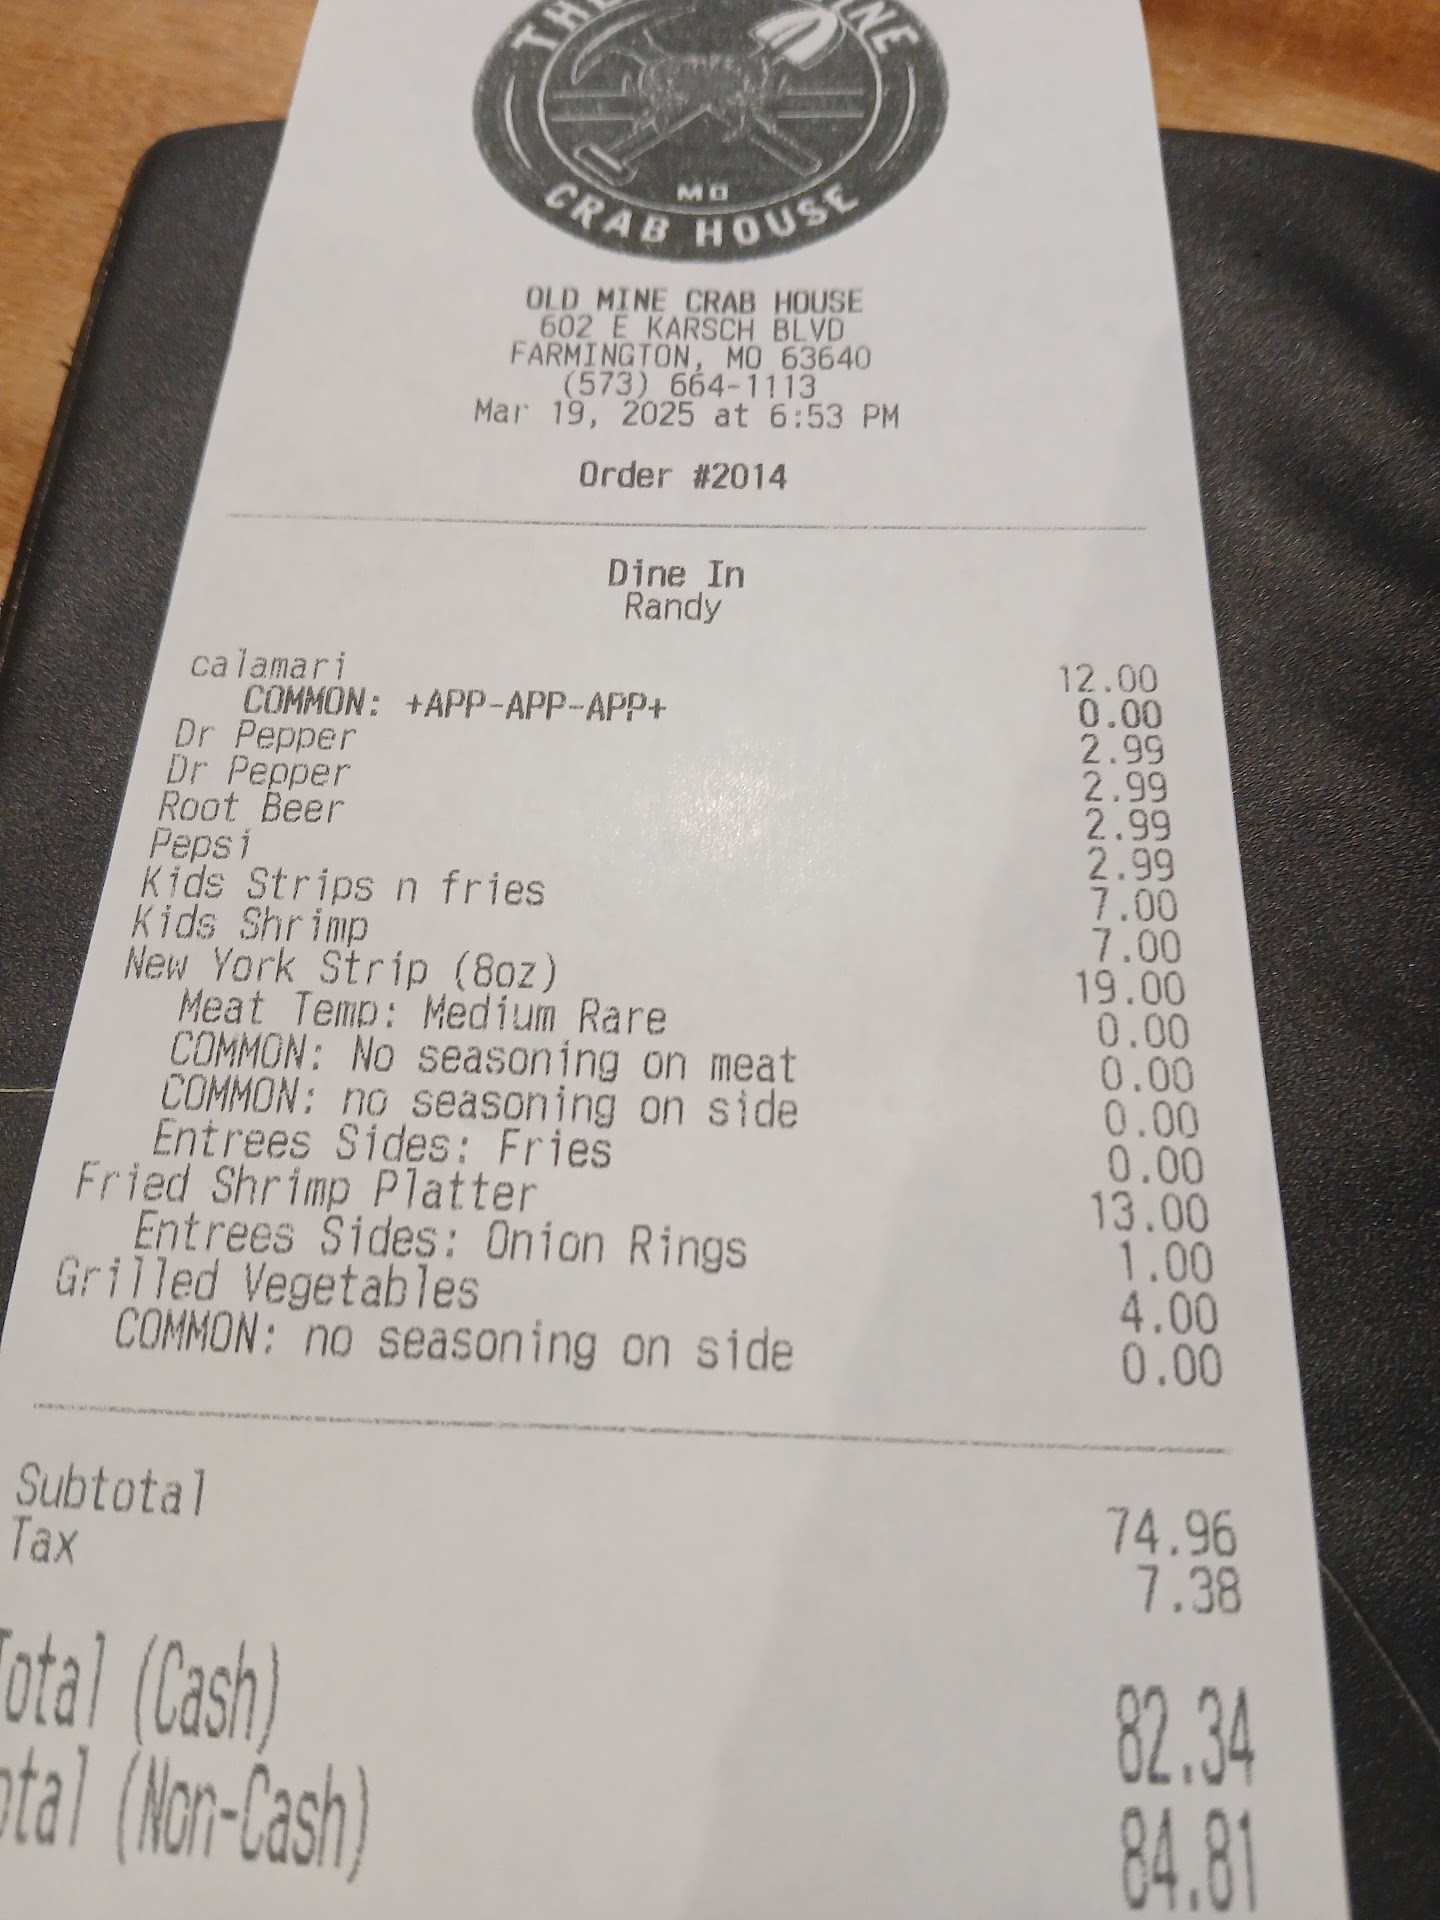 THE
CRAB HOUSE
MO
OLD MINE CRAB HOUSE
602 E KARSCH BLVD
FARMINGTON, MO 63640
(573) 664-1113
Mar 19, 2025 at 6:53 PM
Order #2014
Dine In
Randy
calamari 12.00
COMMON: +APP-APP-APP+ 0.00
Dr Pepper 2.99
Dr Pepper 2.99
Root Beer 2.99
Pepsi 2.99
Kids Strips n fries 7.00
Kids Shrimp 7.00
New York Strip (8oz) 19.00
Meat Temp: Medium Rare 0.00
COMMON: No seasoning on meat 0.00
COMMON: no seasoning on side 0.00
Entrees Sides: Fries 0.00
Fried Shrimp Platter 13.00
Entrees Sides: Onion Rings 1.00
Grilled Vegetables 4.00
COMMON: no seasoning on side 0.00
Subtotal 74.96
Tax 7.38
Total (Cash) 82.34
otal (Non-Cash) 84.81